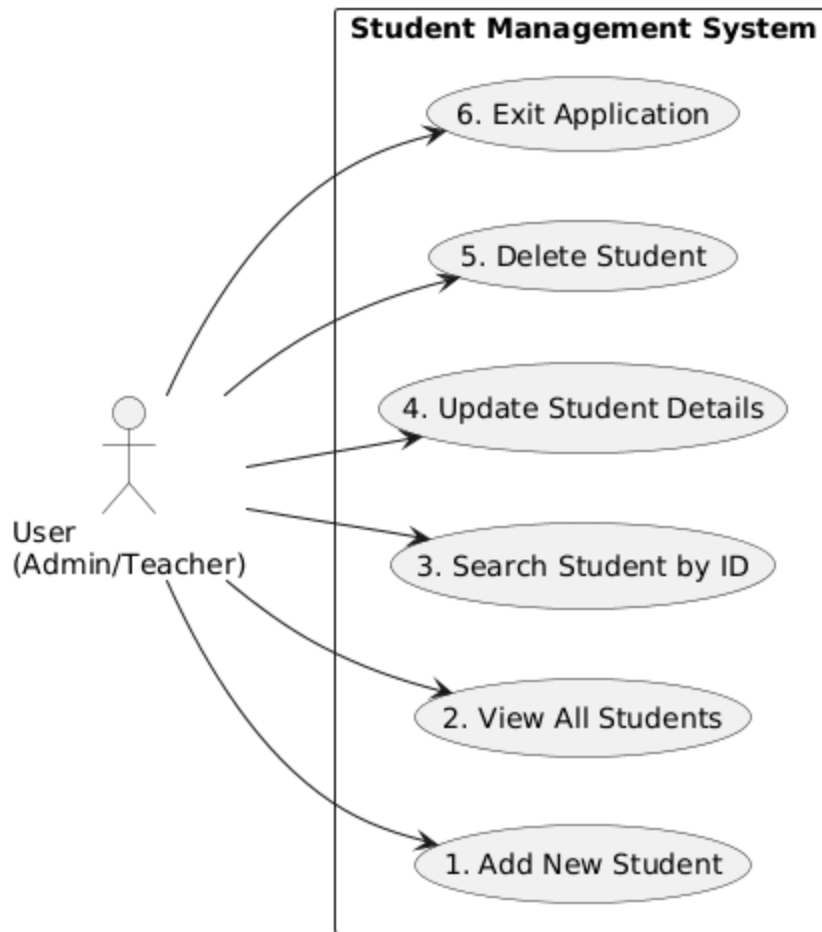 Student Management System
6. Exit Application
5. Delete Student
4. Update Student Details
User
(Admin/Teacher)
3. Search Student by ID
2. View All Students
1. Add New Student